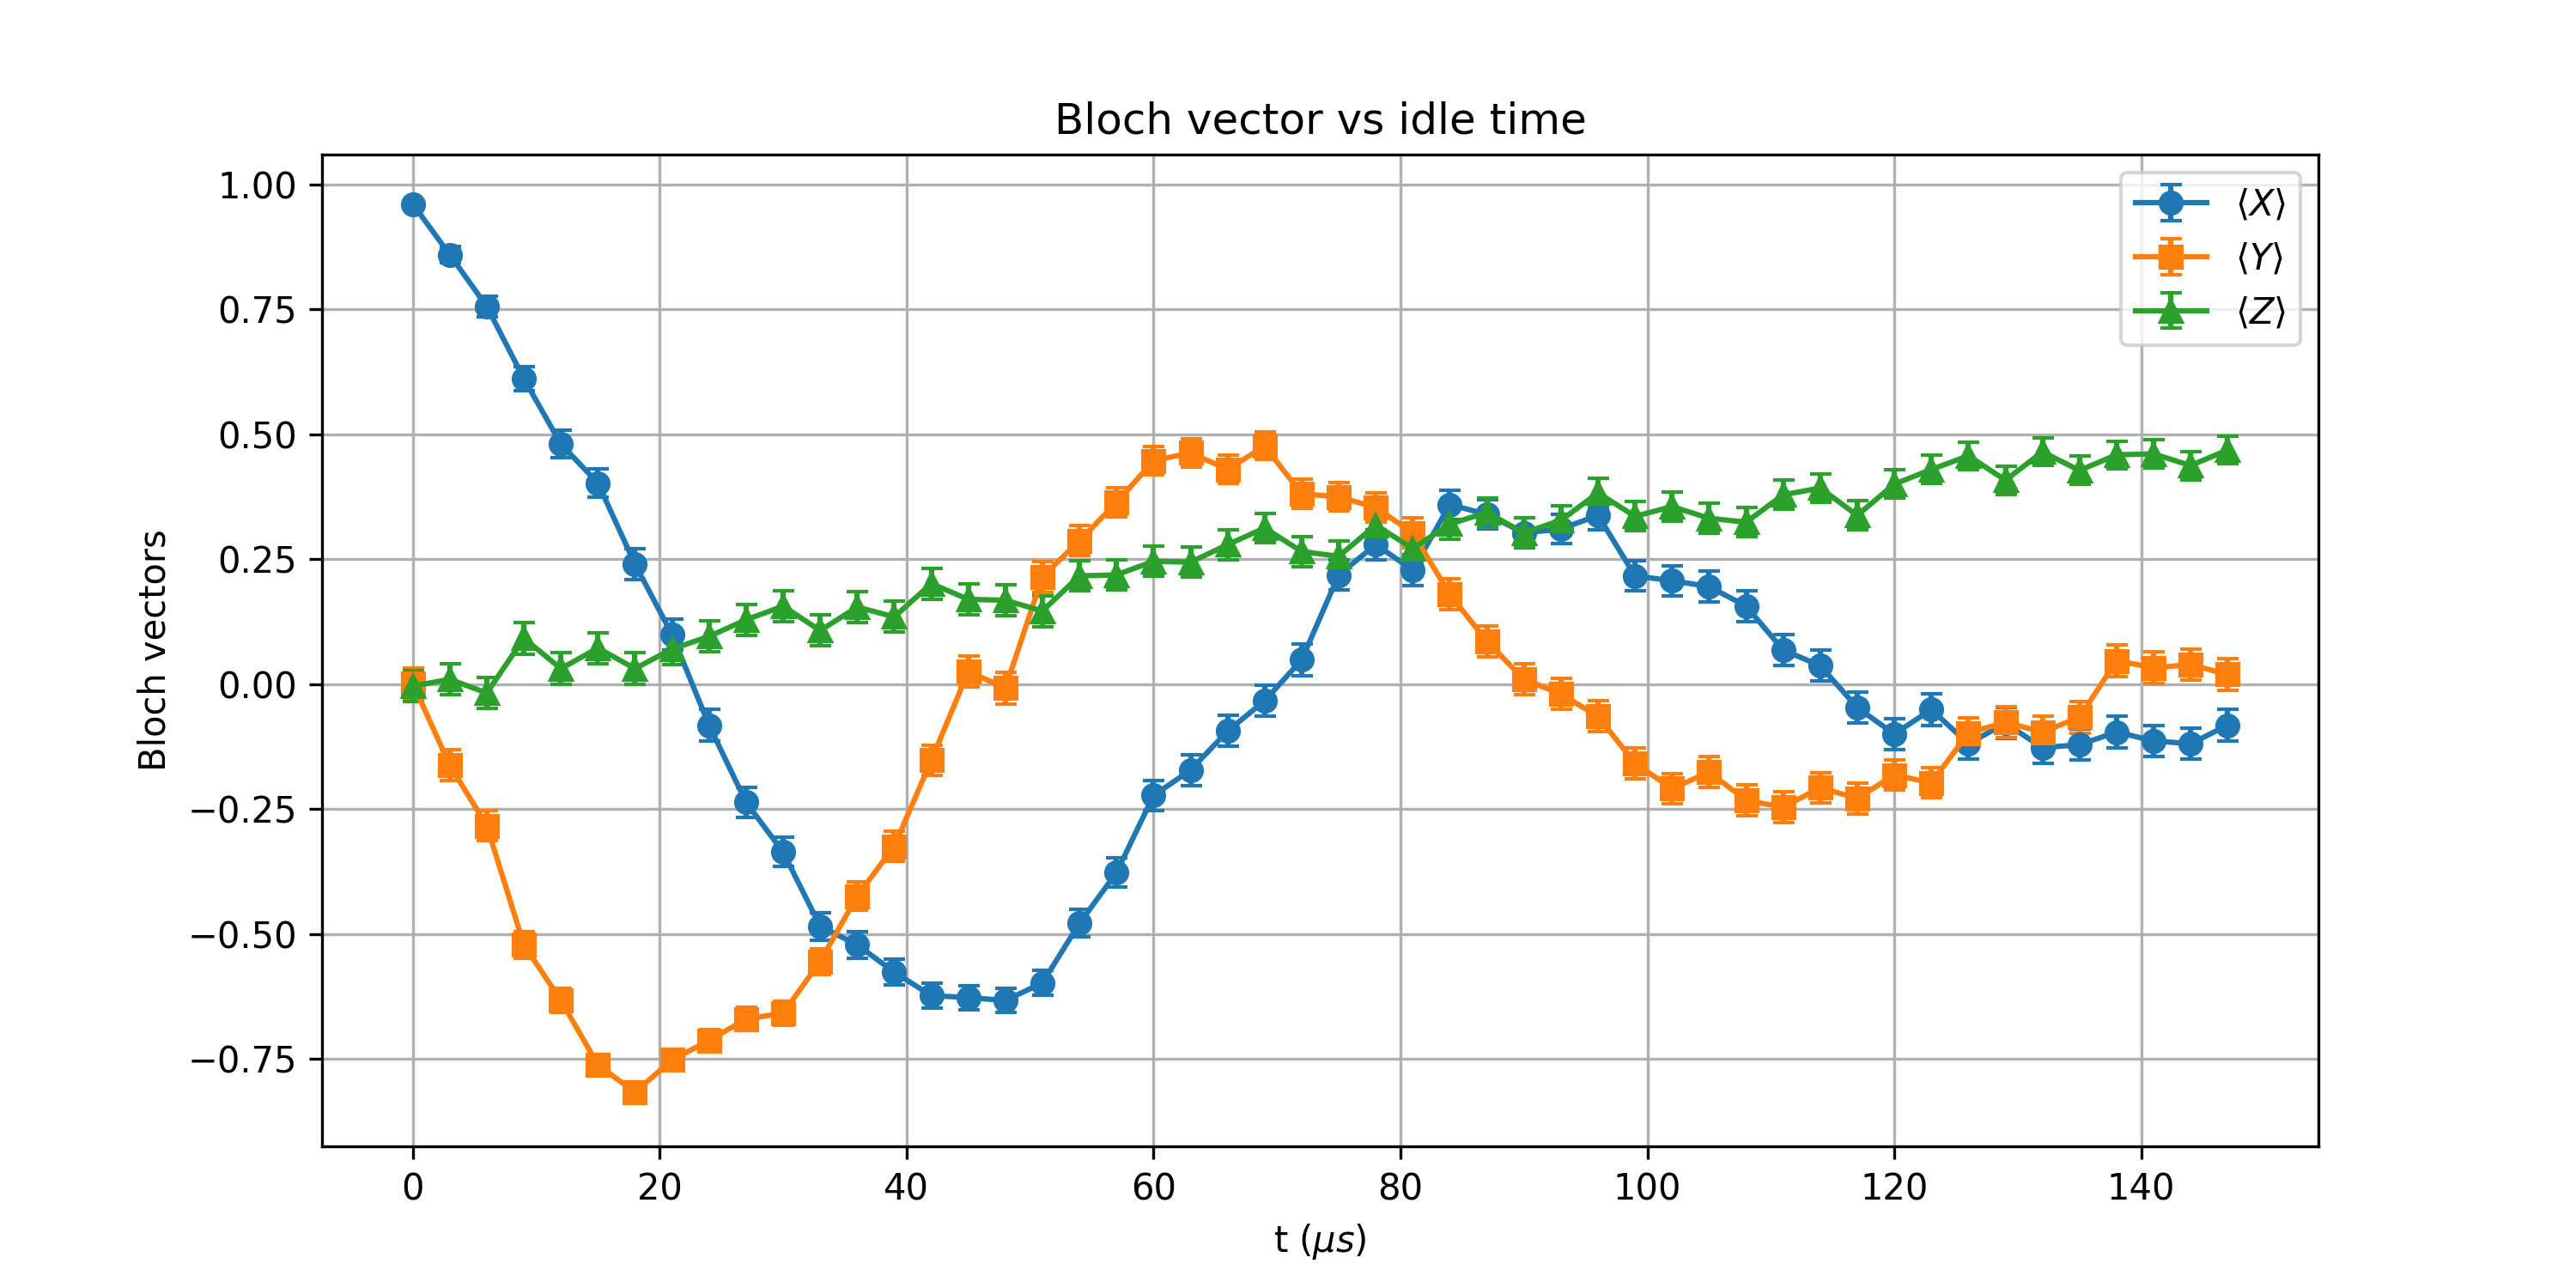 Bloch vector vs idle time
⟨X⟩
⟨Y⟩
⟨Z⟩
1.00
0.75
0.50
0.25
0.00
−0.25
−0.50
−0.75
Bloch vectors
0 20 40 60 80 100 120 140
t (μs)